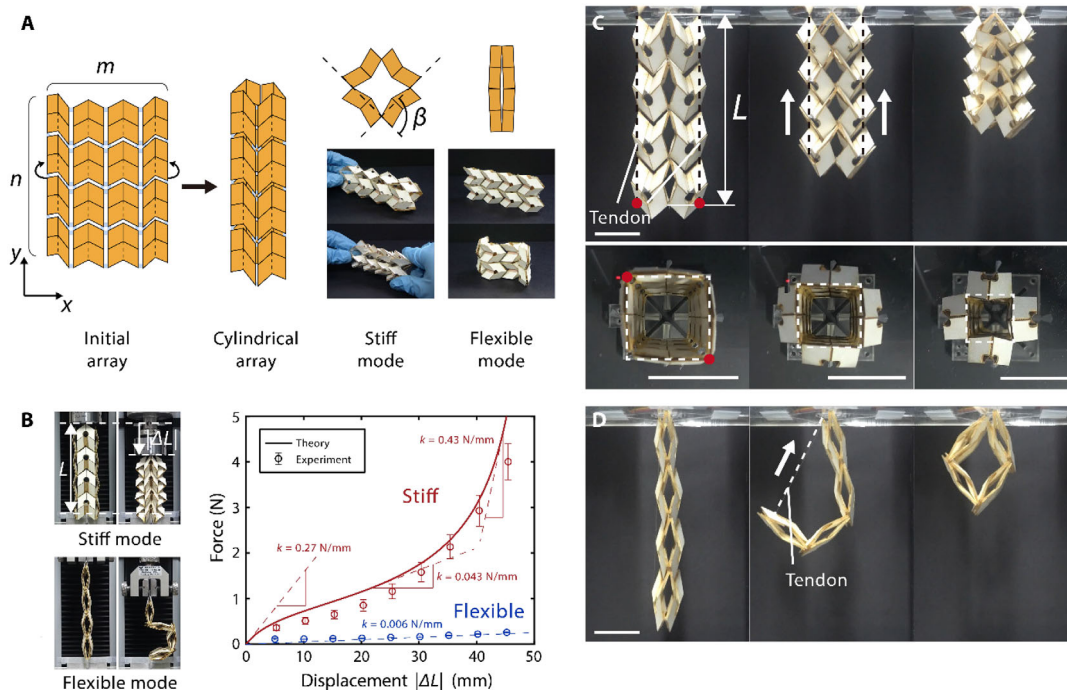 A
m
n
y
x
β
Initial
array
Cylindrical
array
Stiff
mode
Flexible
mode
B
L
|ΔL|
Stiff mode
Flexible mode
5
4
3
2
1
0
Force (N)
Theory
Experiment
k = 0.43 N/mm
Stiff
k = 0.27 N/mm
k = 0.043 N/mm
Flexible
k = 0.006 N/mm
0
10
20
30
40
50
Displacement |ΔL| (mm)
C
L
Tendon
D
Tendon